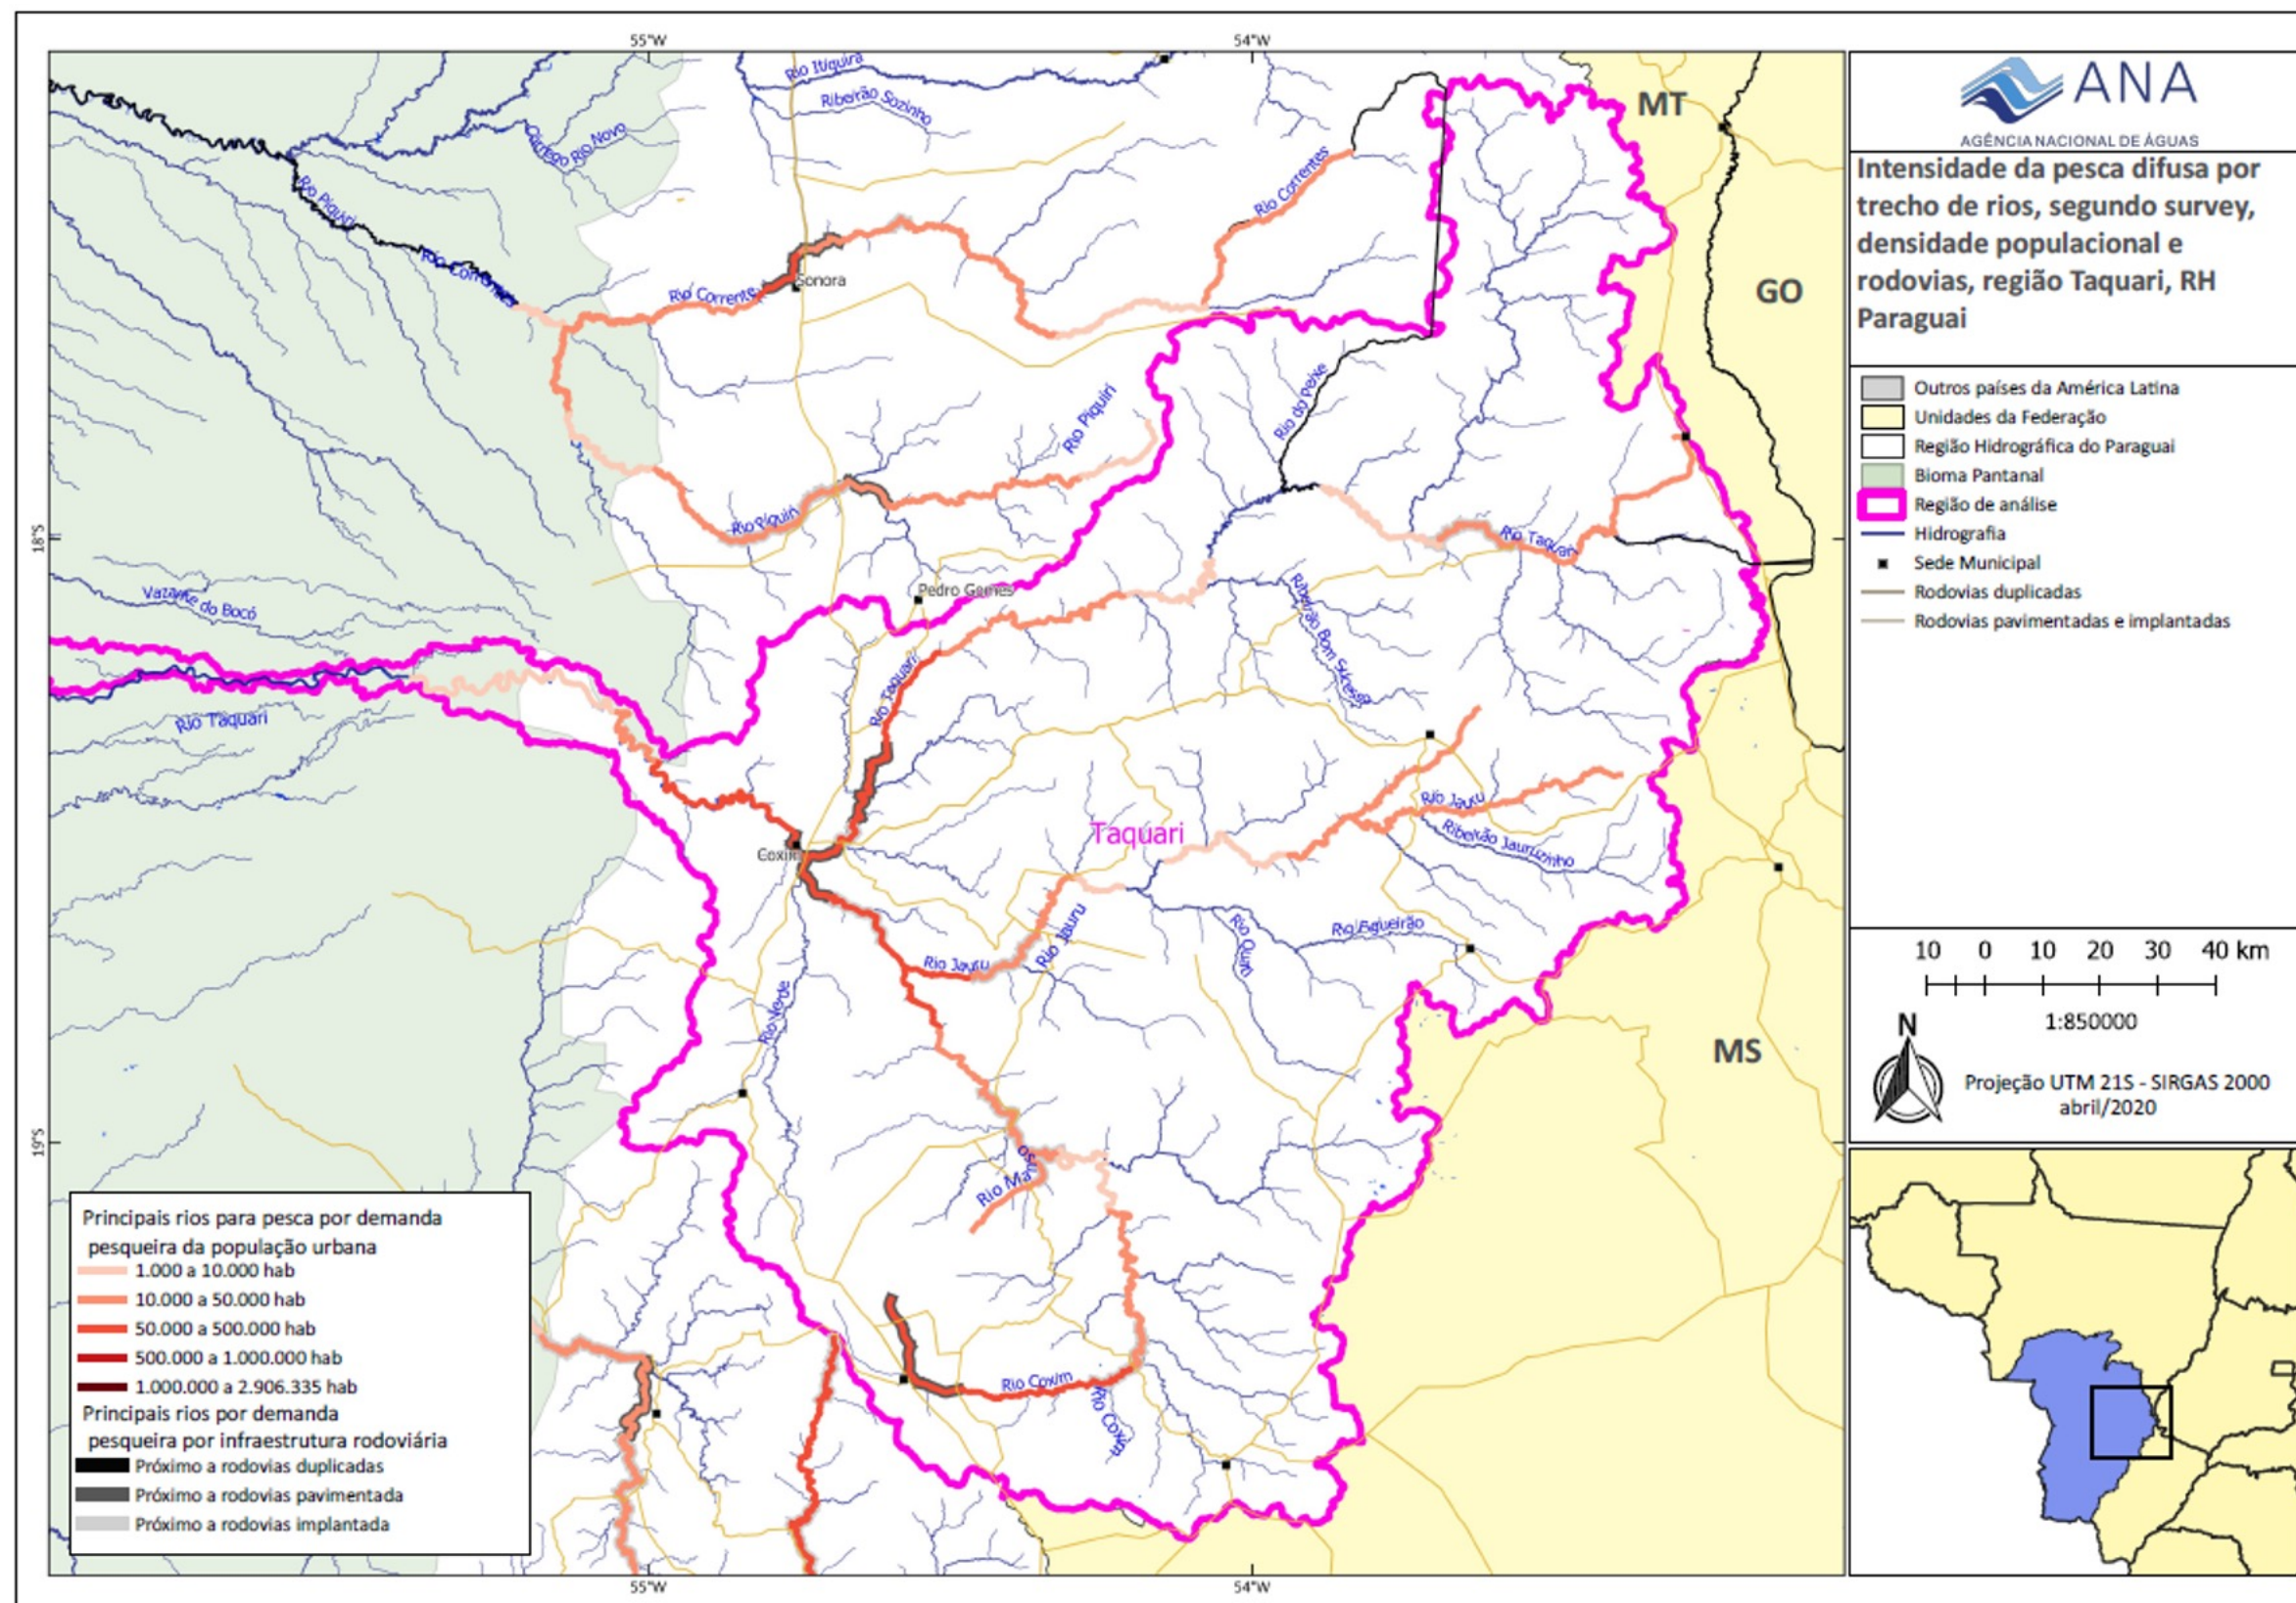 55°W
54°W
Rio Itiquira
Ribeirão Sozinho
Córrego Rio Novo
Rio Piquiri
Rio Correntes
Rio Correntes
Sonora
Rio Corrente
Rio Piquiri
Rio do Peixe
Rio Piquiri
Rio Taquari
18°S
Pedro Gomes
Vazante do Bocó
Ribeirão Bom Sucesso
Rio Taquari
Rio Taquari
Rio Jauru
Taquari
Ribeirão Jauruzinho
Coxim
Rio Jauru
Rio Jauru
Rio Figueirão
Rio Verde
19°S
Rio Coxim
Rio Coxim
55°W
54°W
MT
GO
MS
ANA
AGÊNCIA NACIONAL DE ÁGUAS
Intensidade da pesca difusa por
trecho de rios, segundo survey,
densidade populacional e
rodovias, região Taquari, RH
Paraguai
Outros países da América Latina
Unidades da Federação
Região Hidrográfica do Paraguai
Bioma Pantanal
Região de análise
Hidrografia
Sede Municipal
Rodovias duplicadas
Rodovias pavimentadas e implantadas
10 0 10 20 30 40 km
N
1:850000
Projeção UTM 21S - SIRGAS 2000
abril/2020
Principais rios para pesca por demanda
pesqueira da população urbana
1.000 a 10.000 hab
10.000 a 50.000 hab
50.000 a 500.000 hab
500.000 a 1.000.000 hab
1.000.000 a 2.906.335 hab
Principais rios por demanda
pesqueira por infraestrutura rodoviária
Próximo a rodovias duplicadas
Próximo a rodovias pavimentada
Próximo a rodovias implantada